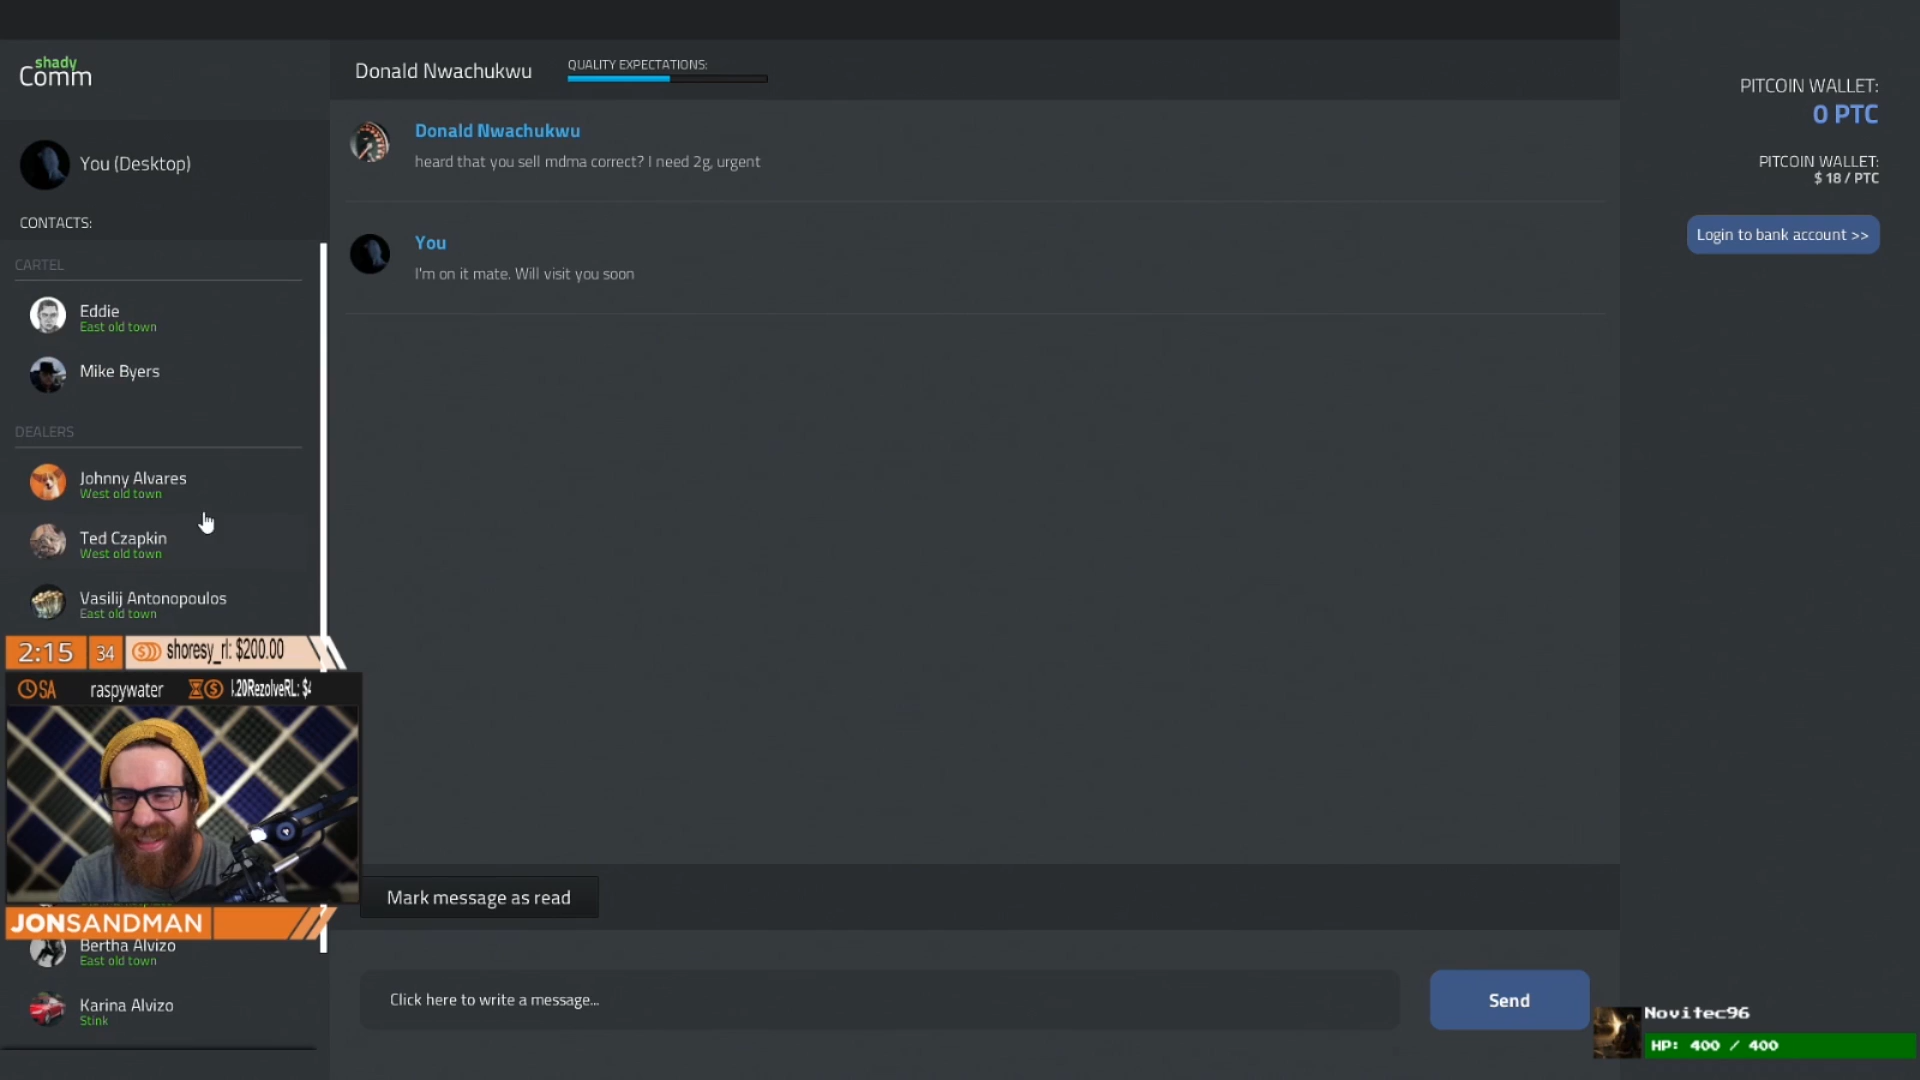 shady
Comm
You (Desktop)
CONTACTS:
CARTEL
Eddie
East old town
Mike Byers
DEALERS
Johnny Alvares
West old town
Ted Czapkin
West old town
Vasilij Antonopoulos
East old town
2:15 34 shoresy_rl: $200.00
SA raspywater
JONSANDMAN
Bertha Alvizo
East old town
Karina Alvizo
Stink
Donald Nwachukwu
QUALITY EXPECTATIONS:
Donald Nwachukwu
heard that you sell mdma correct? I need 2g, urgent
You
I'm on it mate. Will visit you soon
Mark message as read
Click here to write a message...
Send
PITCOIN WALLET:
0 PTC
PITCOIN WALLET:
$ 18 / PTC
Login to bank account >>
Novitec96
HP: 400 / 400